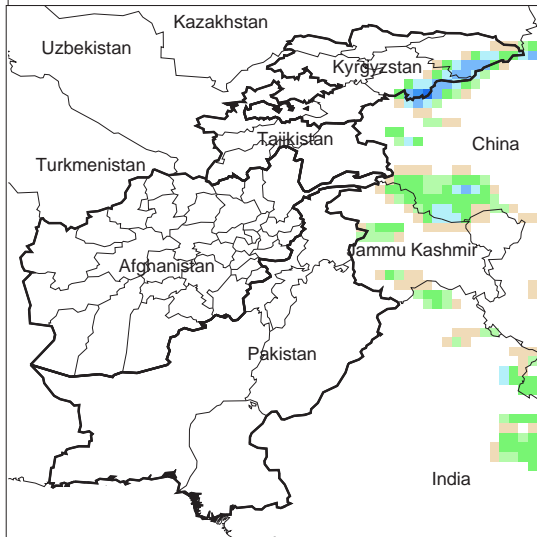 Kazakhstan
Uzbekistan
Kyrgyzstan
Tajikistan
China
Turkmenistan
Jammu Kashmir
Afghanistan
Pakistan
India